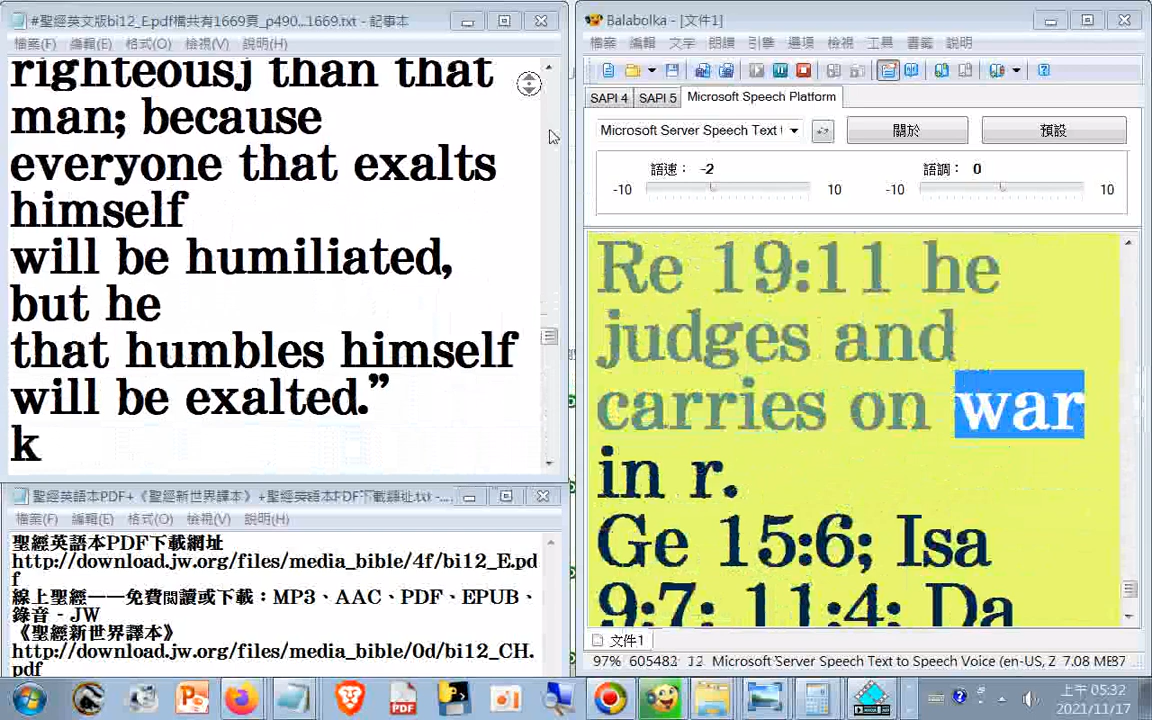 #聖經英文版bi12_E.pdf檔共有1669頁_p490...1669.txt - 記事本
檔案(F) 編輯(E) 格式(O) 檢視(V) 說明(H)
righteousj than that
man; because
everyone that exalts
himself
will be humiliated,
but he
that humbles himself
will be exalted.”
k
聖經英語本PDF+《聖經新世界譯本》+聖經英語本PDF下載網址.txt -...
檔案(F) 編輯(E) 格式(O) 檢視(V) 說明(H)
聖經英語本PDF下載網址
http://download.jw.org/files/media_bible/4f/bi12_E.pd
f
線上聖經——免費閱讀或下載：MP3、AAC、PDF、EPUB、
錄音 - JW
《聖經新世界譯本》
http://download.jw.org/files/media_bible/0d/bi12_CH.
pdf
Balabolka - [文件1]
檔案 編輯 文字 朗讀 引擎 選項 檢視 工具 書籤 說明
SAPI 4 SAPI 5 Microsoft Speech Platform
Microsoft Server Speech Text 關於 預設
語速： -2 語調： 0
-10 10 -10 10
Re 19:11 he
judges and
carries on war
in r.
Ge 15:6; Isa
9:7; 11:4; Da
文件1
97% 605482 12 Microsoft Server Speech Text to Speech Voice (en-US, Z 7.08 ME87
上午 05:32
2021/11/17